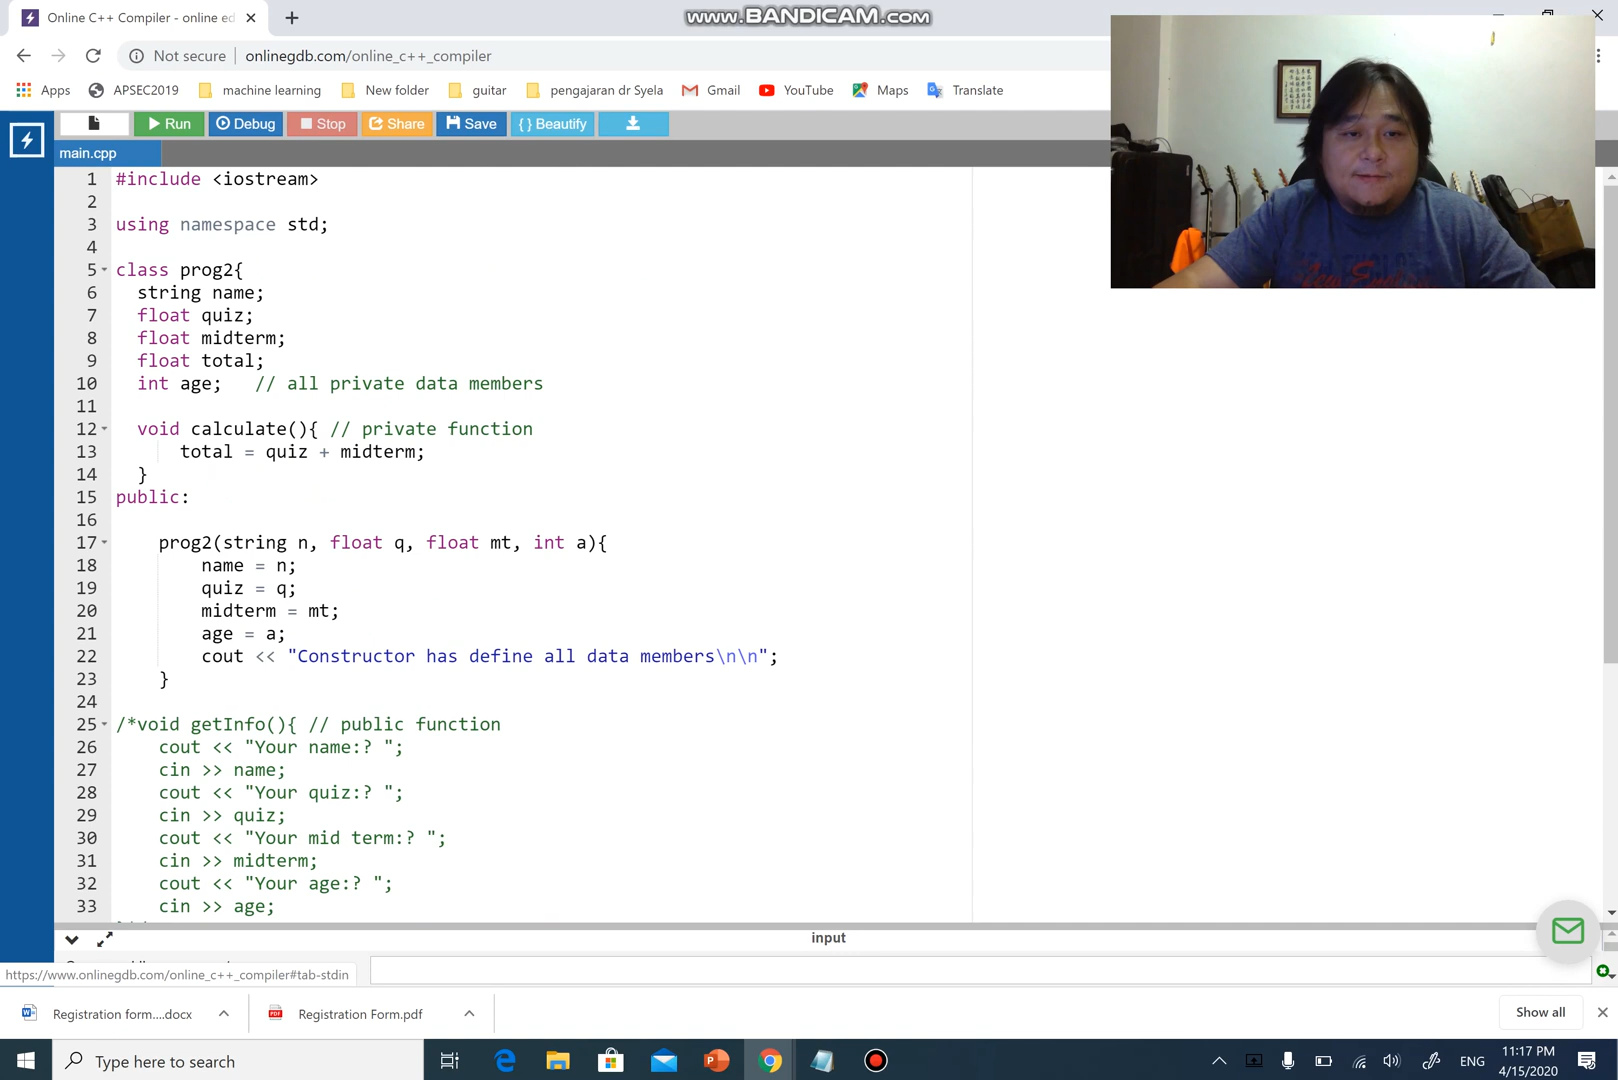 Online C++ Compiler - online ed
www.BANDICAM.com
Not secure
onlinegdb.com/online_c++_compiler
Apps
APSEC2019
machine learning
New folder
guitar
pengajaran dr Syela
Gmail
YouTube
Maps
Translate
Run
Debug
Stop
Share
Save
{ } Beautify
main.cpp
1 #include <iostream>
2
3 using namespace std;
4
5 class prog2{
6 string name;
7 float quiz;
8 float midterm;
9 float total;
10 int age; // all private data members
11
12 void calculate(){ // private function
13 total = quiz + midterm;
14 }
15 public:
16
17 prog2(string n, float q, float mt, int a){
18 name = n;
19 quiz = q;
20 midterm = mt;
21 age = a;
22 cout << "Constructor has define all data members\n\n";
23 }
24
25 /*void getInfo(){ // public function
26 cout << "Your name:? ";
27 cin >> name;
28 cout << "Your quiz:? ";
29 cin >> quiz;
30 cout << "Your mid term:? ";
31 cin >> midterm;
32 cout << "Your age:? ";
33 cin >> age;
input
https://www.onlinegdb.com/online_c++_compiler#tab-stdin
Registration form....docx
PDF
Registration Form.pdf
Show all
Type here to search
ENG
11:17 PM
4/15/2020